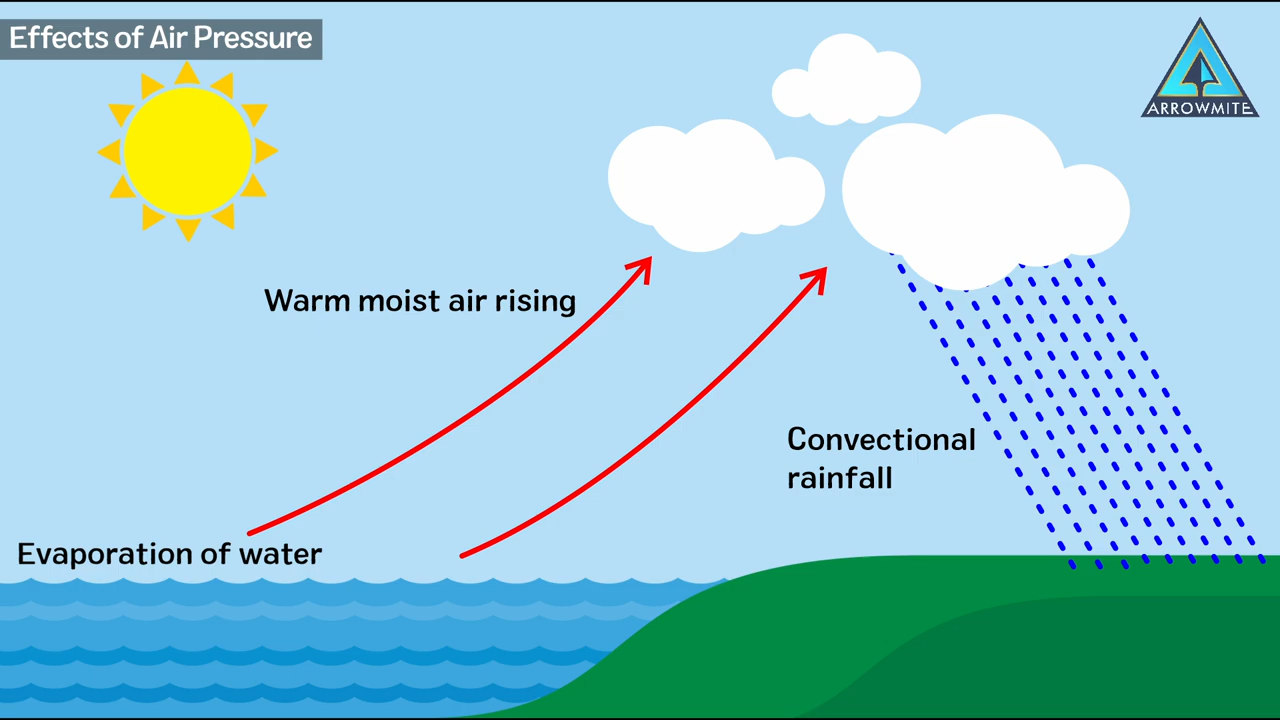 Effects of Air Pressure
ARROWMITE
Warm moist air rising
Convectional
rainfall
Evaporation of water